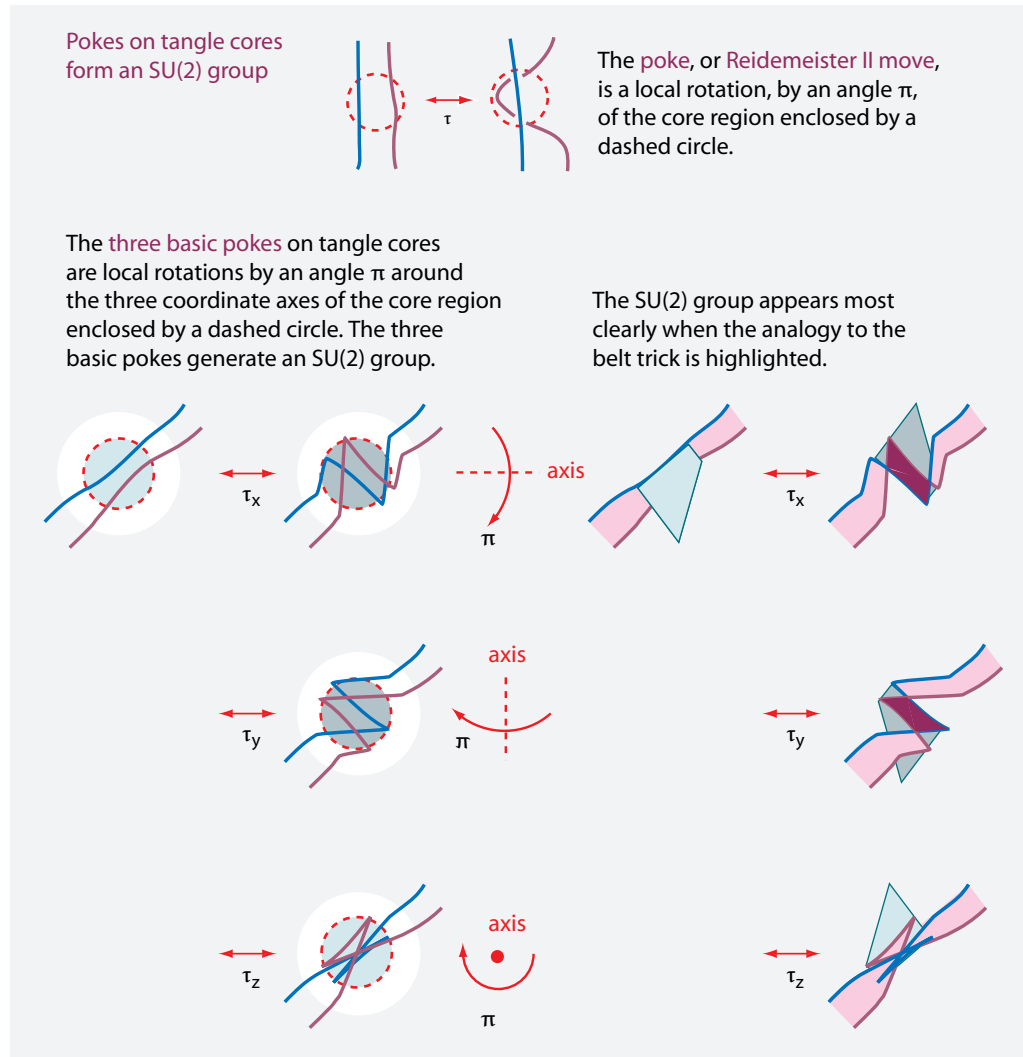 Pokes on tangle cores
form an SU(2) group
τ
The poke, or Reidemeister II move,
is a local rotation, by an angle π,
of the core region enclosed by a
dashed circle.
The three basic pokes on tangle cores
are local rotations by an angle π around
the three coordinate axes of the core region
enclosed by a dashed circle. The three
basic pokes generate an SU(2) group.
The SU(2) group appears most
clearly when the analogy to the
belt trick is highlighted.
τx
axis
π
τx
τy
axis
π
τy
τz
axis
π
τz